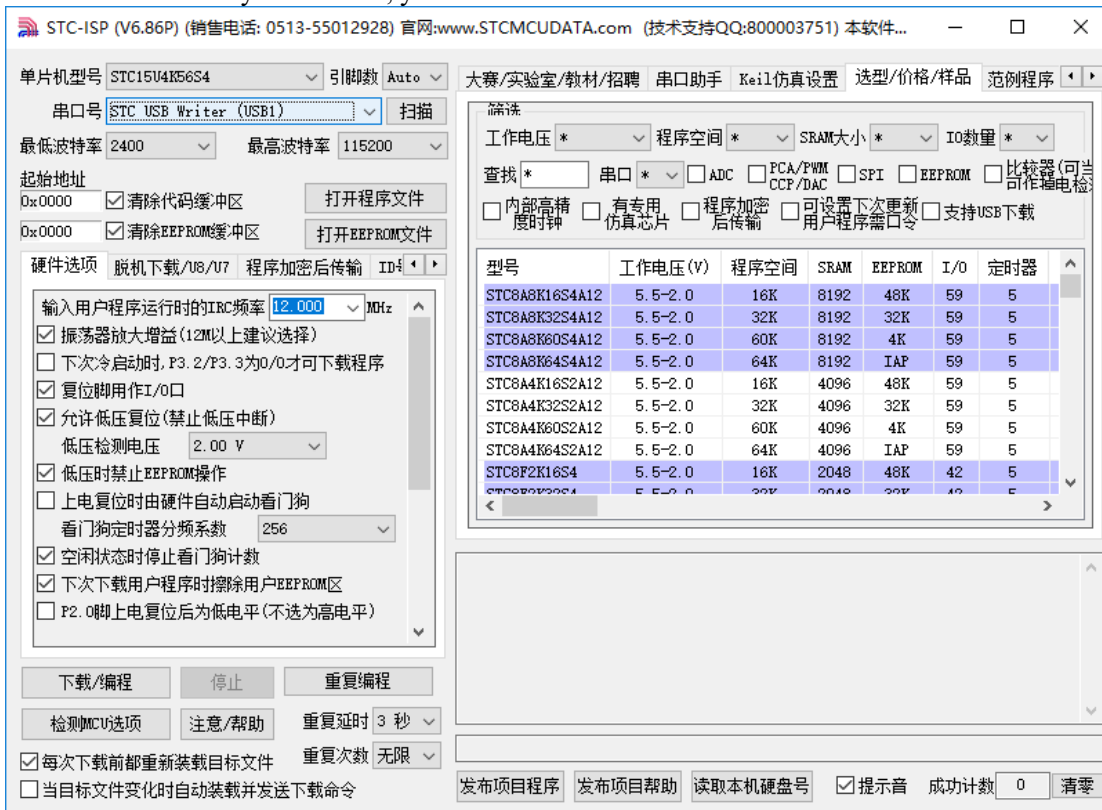 STC-ISP (V6.86P) (销售电话: 0513-55012928) 官网:www.STCMCUDATA.com (技术支持QQ:800003751) 本软件...
单片机型号 STC15U4K56S4 引脚数 Auto
串口号 STC USB Writer (USB1) 扫描
最低波特率 2400 最高波特率 115200
起始地址
0x0000 清除代码缓冲区 打开程序文件
0x0000 清除EEPROM缓冲区 打开EEPROM文件
硬件选项 脱机下载/U8/U7 程序加密后传输
输入用户程序运行时的IRC频率 12.000 MHz
振荡器放大增益(12M以上建议选择)
下次冷启动时,P3.2/P3.3为0/0才可下载程序
复位脚用作I/O口
允许低压复位(禁止低压中断)
低压检测电压 2.00 V
低压时禁止EEPROM操作
上电复位时由硬件自动启动看门狗
看门狗定时器分频系数 256
空闲状态时停止看门狗计数
下次下载用户程序时擦除用户EEPROM区
P2.0脚上电复位后为低电平(不选为高电平)
下载/编程 停止 重复编程
检测MCU选项 注意/帮助 重复延时 3 秒
每次下载前都重新装载目标文件 重复次数 无限
当目标文件变化时自动装载并发送下载命令
大赛/实验室/教材/招聘 串口助手 Keil仿真设置 选型/价格/样品 范例程序
筛选
工作电压 * 程序空间 * SRAM大小 * IO数量 *
查找 * 串口 * ADC PCA/PWM CCP/DAC SPI EEPROM 比较器(可当可作掉电检
内部高精度时钟 有专用仿真芯片 程序加密后传输 可设置下次更新用户程序需口令 支持USB下载
型号 工作电压(V) 程序空间 SRAM EEPROM I/O 定时器
STC8A8K16S4A12 5.5-2.0 16K 8192 48K 59 5
STC8A8K32S4A12 5.5-2.0 32K 8192 32K 59 5
STC8A8K60S4A12 5.5-2.0 60K 8192 4K 59 5
STC8A8K64S4A12 5.5-2.0 64K 8192 IAP 59 5
STC8A4K16S2A12 5.5-2.0 16K 4096 48K 59 5
STC8A4K32S2A12 5.5-2.0 32K 4096 32K 59 5
STC8A4K60S2A12 5.5-2.0 60K 4096 4K 59 5
STC8A4K64S2A12 5.5-2.0 64K 4096 IAP 59 5
STC8F2K16S4 5.5-2.0 16K 2048 48K 42 5
STC8F2K32S4 5.5-2.0 32K 2048 32K 42 5
发布项目程序 发布项目帮助 读取本机硬盘号 提示音 成功计数 0 清零